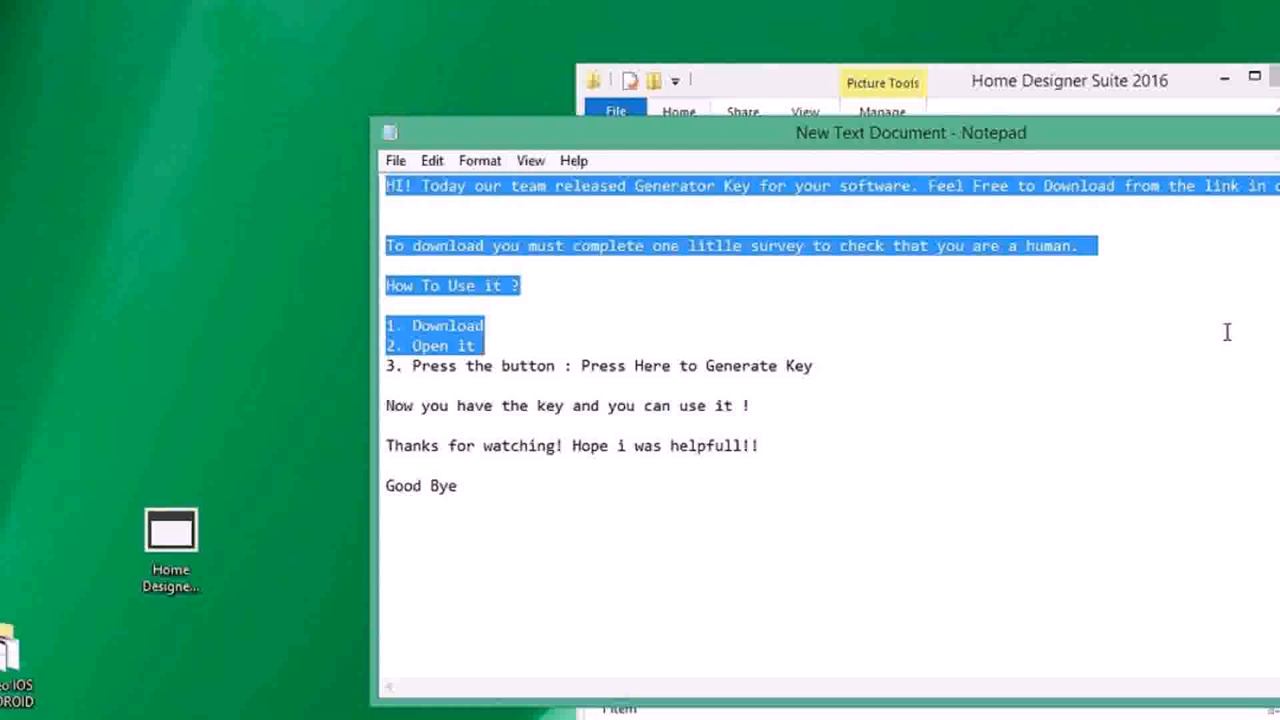 Picture Tools
Home Designer Suite 2016
File
Home
Share
View
Manage
New Text Document - Notepad
File Edit Format View Help
HI! Today our team released Generator Key for your software. Feel Free to Download from the link in
To download you must complete one litlle survey to check that you are a human.
How To Use it ?
1. Download
2. Open it
3. Press the button : Press Here to Generate Key
Now you have the key and you can use it !
Thanks for watching! Hope i was helpfull!!
Good Bye
Home
Designe...
IOS
1 item